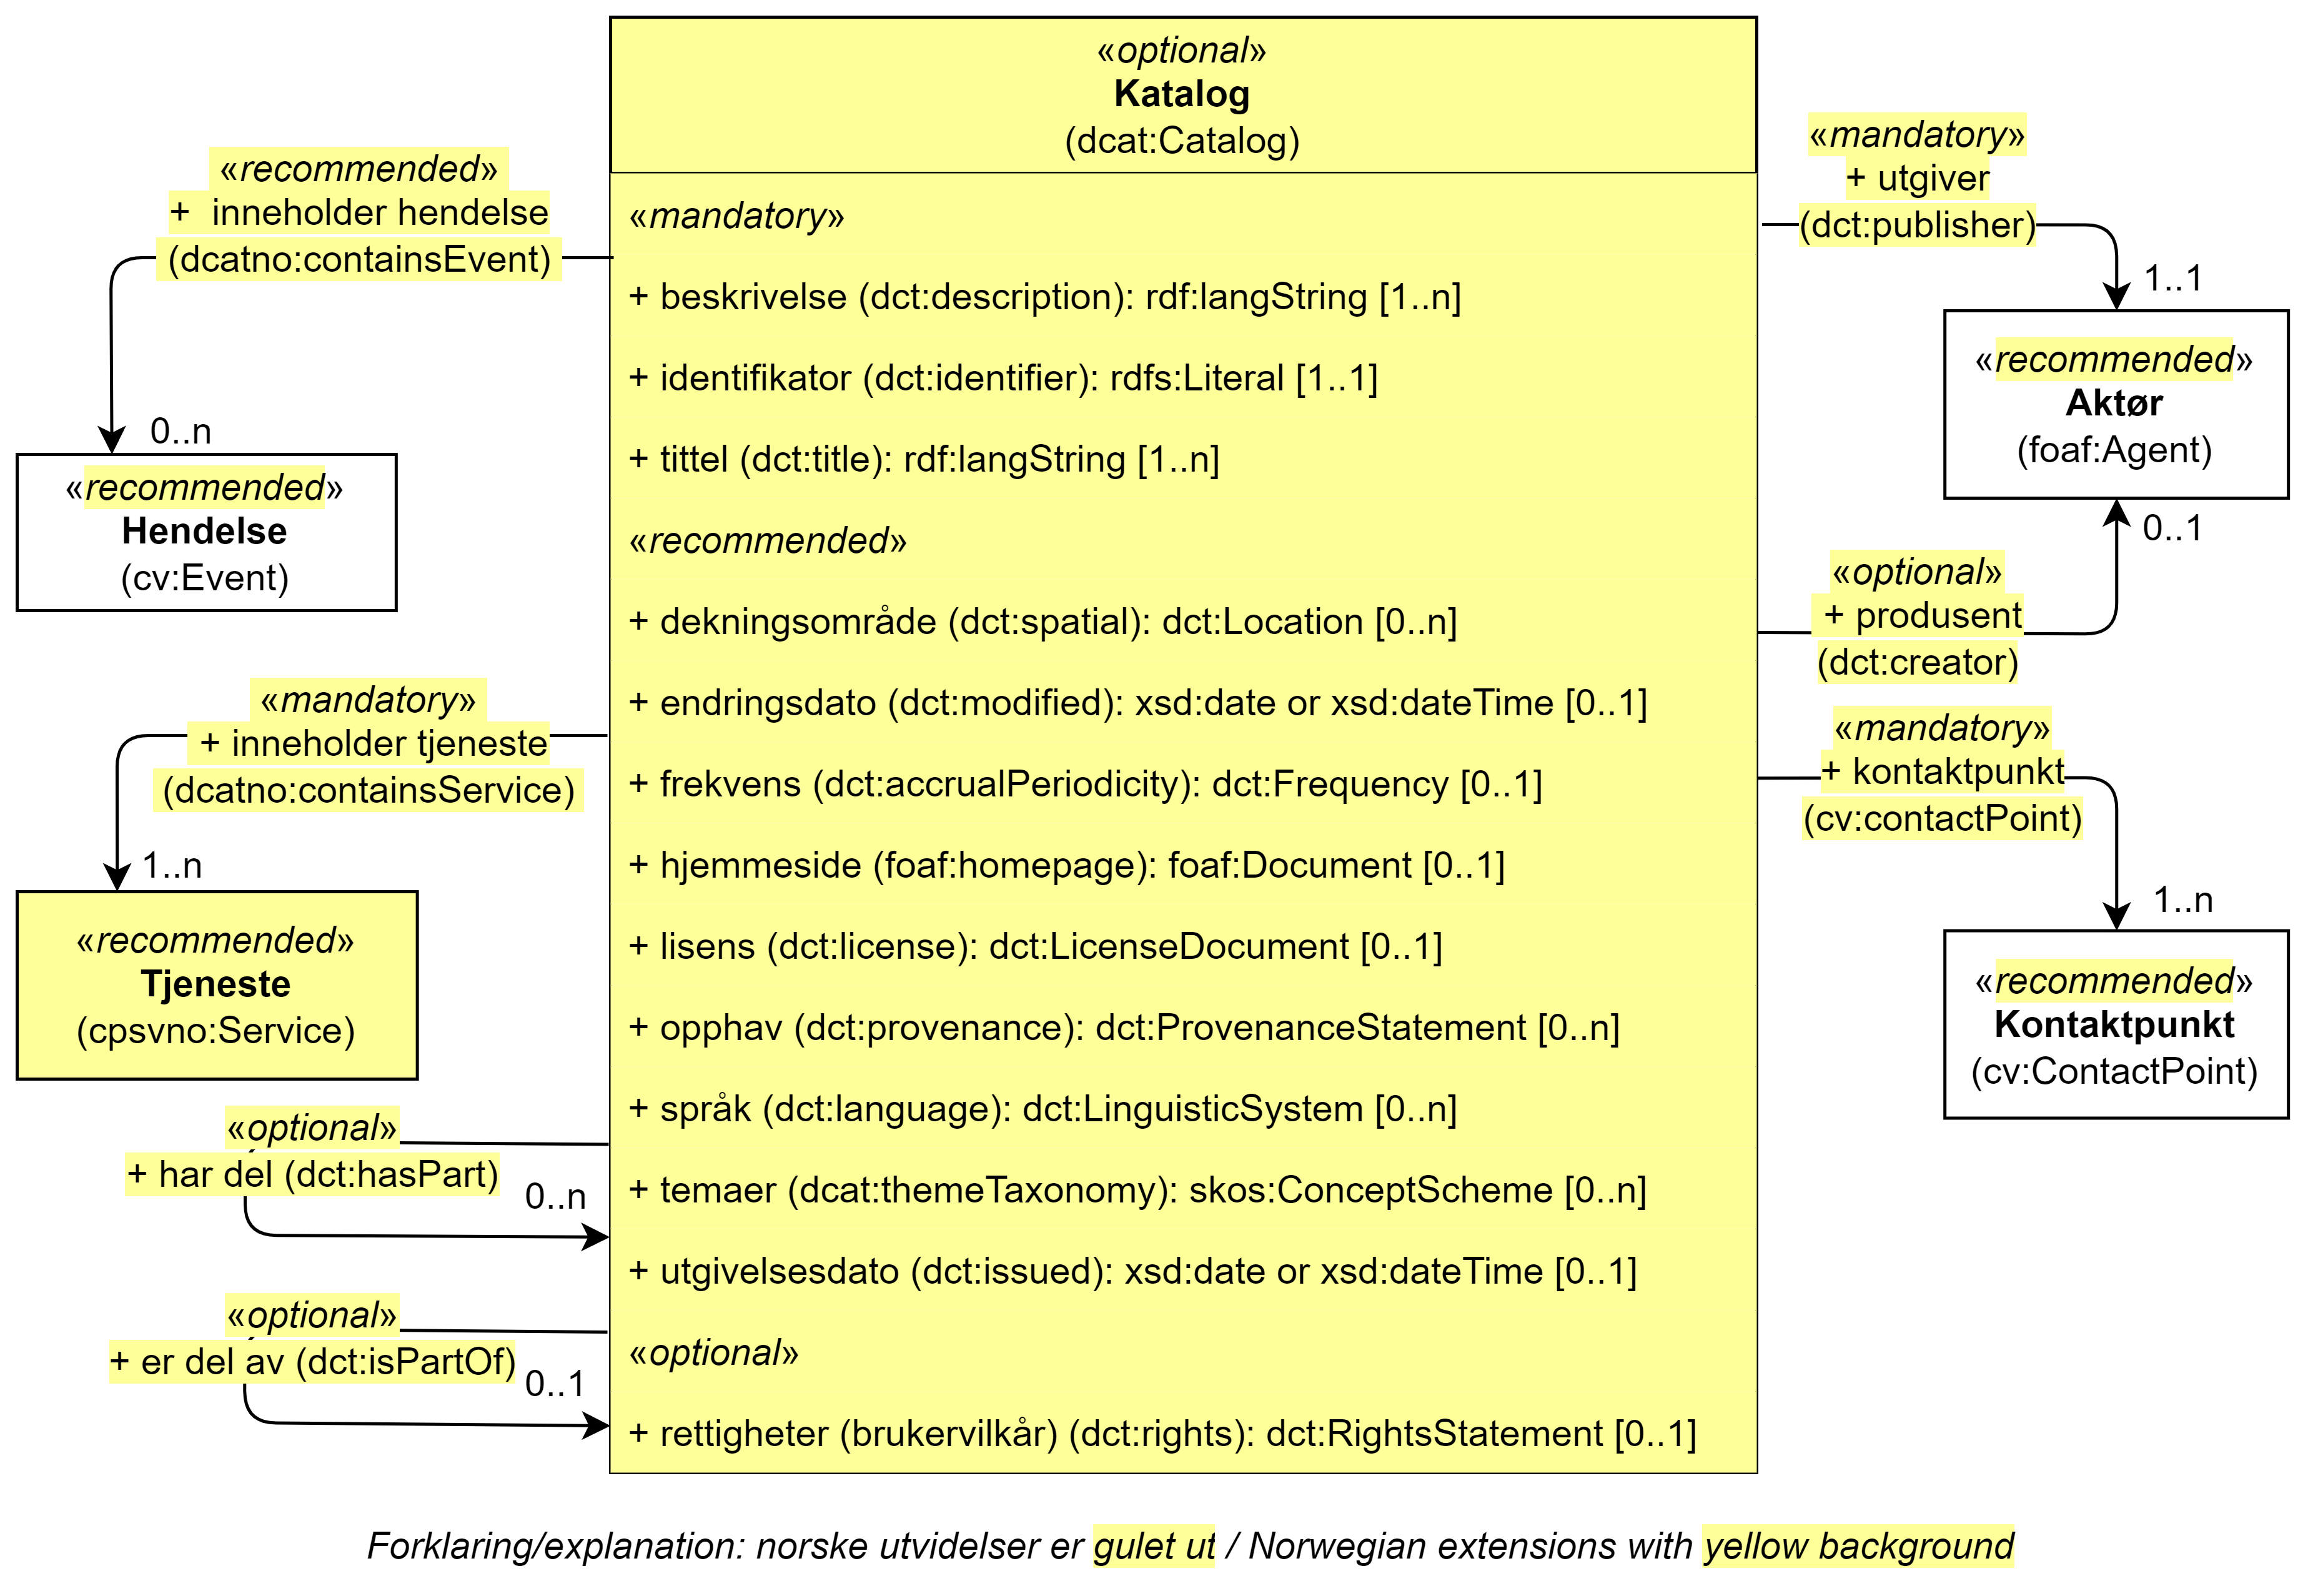 «optional»
Katalog
(dcat:Catalog)
«mandatory»
+ beskrivelse (dct:description): rdf:langString [1..n]
+ identifikator (dct:identifier): rdfs:Literal [1..1]
+ tittel (dct:title): rdf:langString [1..n]
«recommended»
+ dekningsområde (dct:spatial): dct:Location [0..n]
+ endringsdato (dct:modified): xsd:date or xsd:dateTime [0..1]
+ frekvens (dct:accrualPeriodicity): dct:Frequency [0..1]
+ hjemmeside (foaf:homepage): foaf:Document [0..1]
+ lisens (dct:license): dct:LicenseDocument [0..1]
+ opphav (dct:provenance): dct:ProvenanceStatement [0..n]
+ språk (dct:language): dct:LinguisticSystem [0..n]
+ temaer (dcat:themeTaxonomy): skos:ConceptScheme [0..n]
+ utgivelsesdato (dct:issued): xsd:date or xsd:dateTime [0..1]
«optional»
+ rettigheter (brukervilkår) (dct:rights): dct:RightsStatement [0..1]
«recommended»
+ inneholder hendelse
(dcatno:containsEvent)
0..n
«recommended»
Hendelse
(cv:Event)
«mandatory»
+ inneholder tjeneste
(dcatno:containsService)
1..n
«recommended»
Tjeneste
(cpsvno:Service)
«optional»
+ har del (dct:hasPart)
0..n
«optional»
+ er del av (dct:isPartOf)
0..1
«mandatory»
+ utgiver
(dct:publisher)
1..1
«recommended»
Aktør
(foaf:Agent)
0..1
«optional»
+ produsent
(dct:creator)
«mandatory»
+ kontaktpunkt
(cv:contactPoint)
1..n
«recommended»
Kontaktpunkt
(cv:ContactPoint)
Forklaring/explanation: norske utvidelser er gulet ut / Norwegian extensions with yellow background